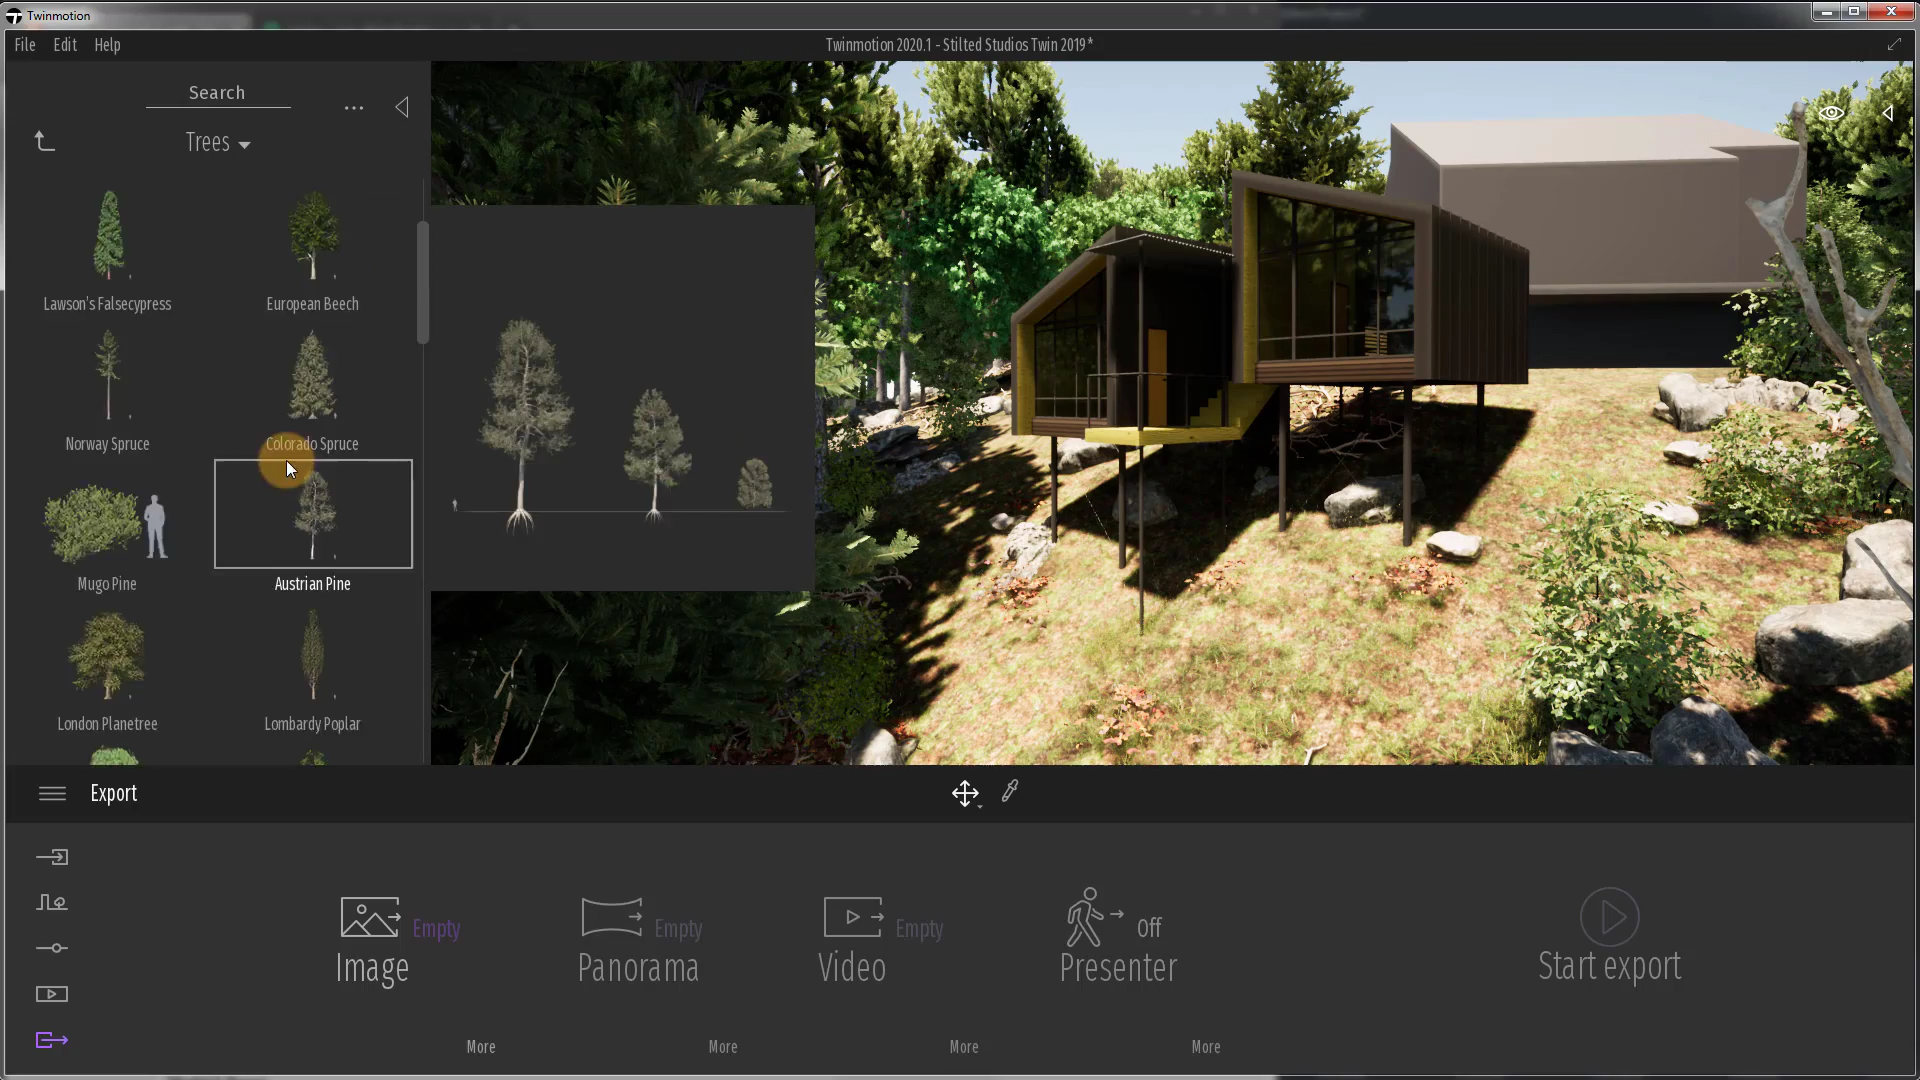 Twinmotion
File Edit Help
Twinmotion 2020.1 - Stilted Studios Twin 2019*
Search
...
Trees
Lawson's Falsecypress
European Beech
Norway Spruce
Colorado Spruce
Mugo Pine
Austrian Pine
London Planetree
Lombardy Poplar
Export
Empty
Empty
Empty
Off
Image
Panorama
Video
Presenter
Start export
More
More
More
More